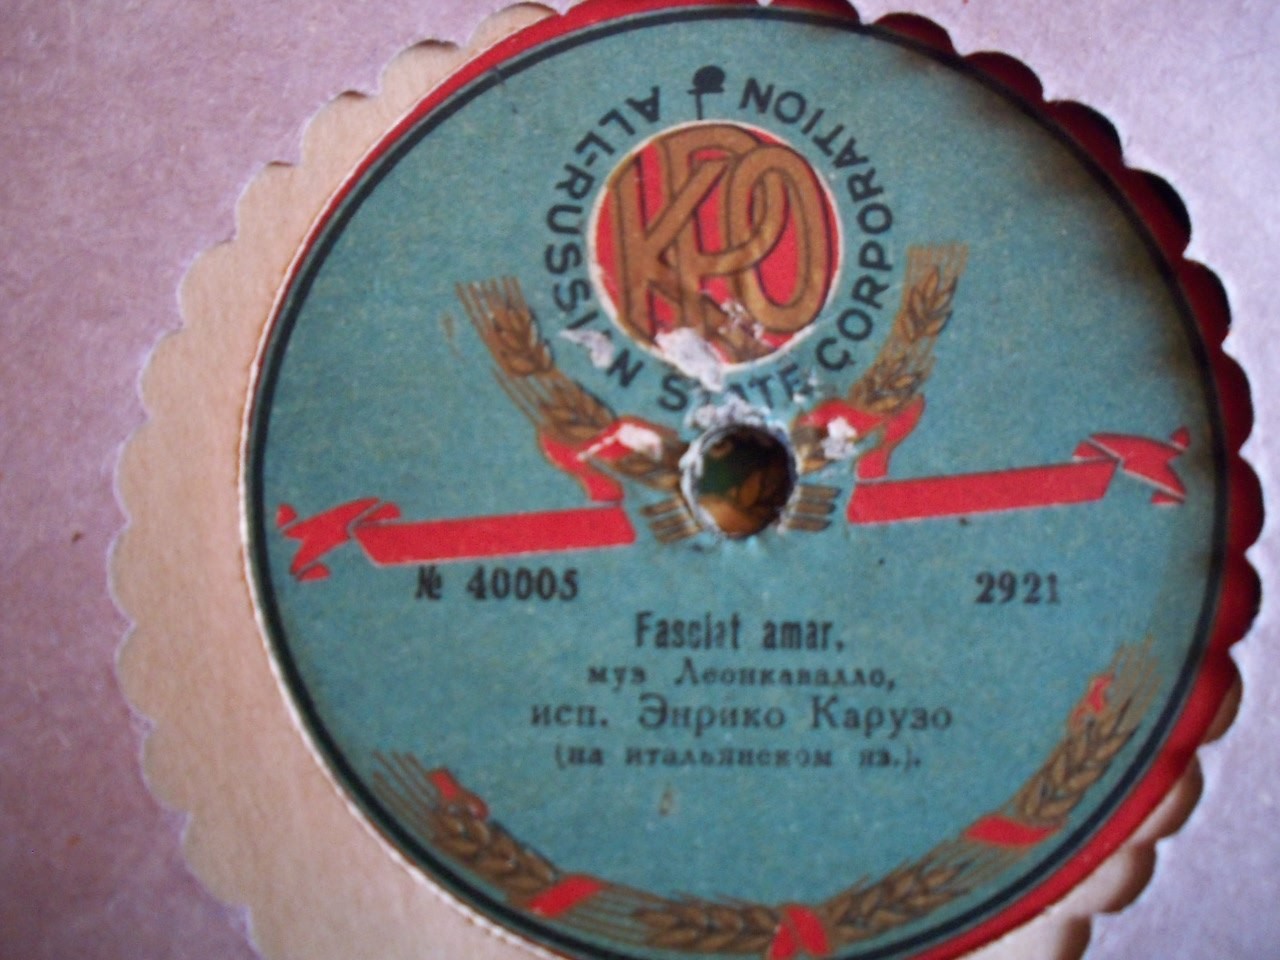 ALL-RUSSIAN STATE CORPORATION
КРО
№ 40005
2921
Fasciat amar,
муз Леонкавалло,
исп. Энрико Карузо
(на итальянском яз.).